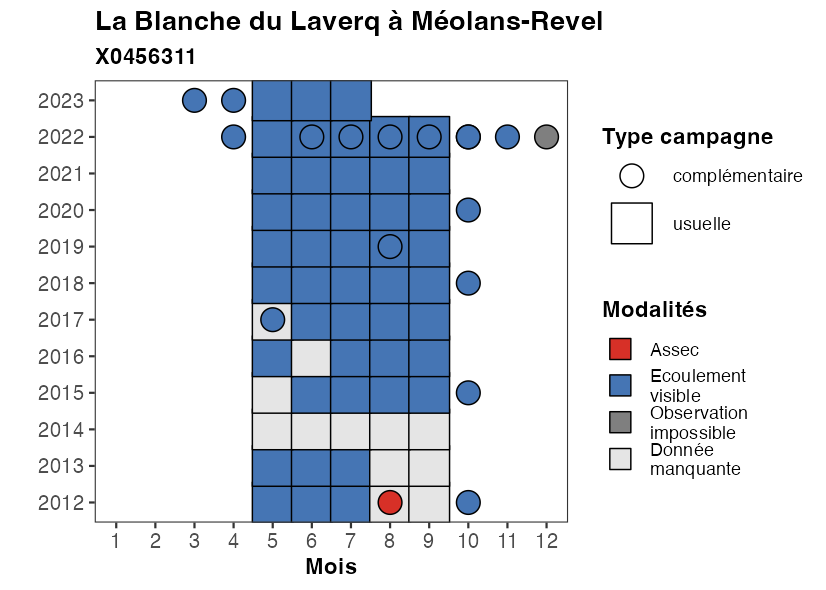 La Blanche du Laverq à Méolans-Revel
X0456311
2023
2022
2021
2020
2019
2018
2017
2016
2015
2014
2013
2012
1 2 3 4 5 6 7 8 9 10 11 12
Mois
Type campagne
complémentaire
usuelle
Modalités
Assec
Ecoulement
visible
Observation
impossible
Donnée
manquante